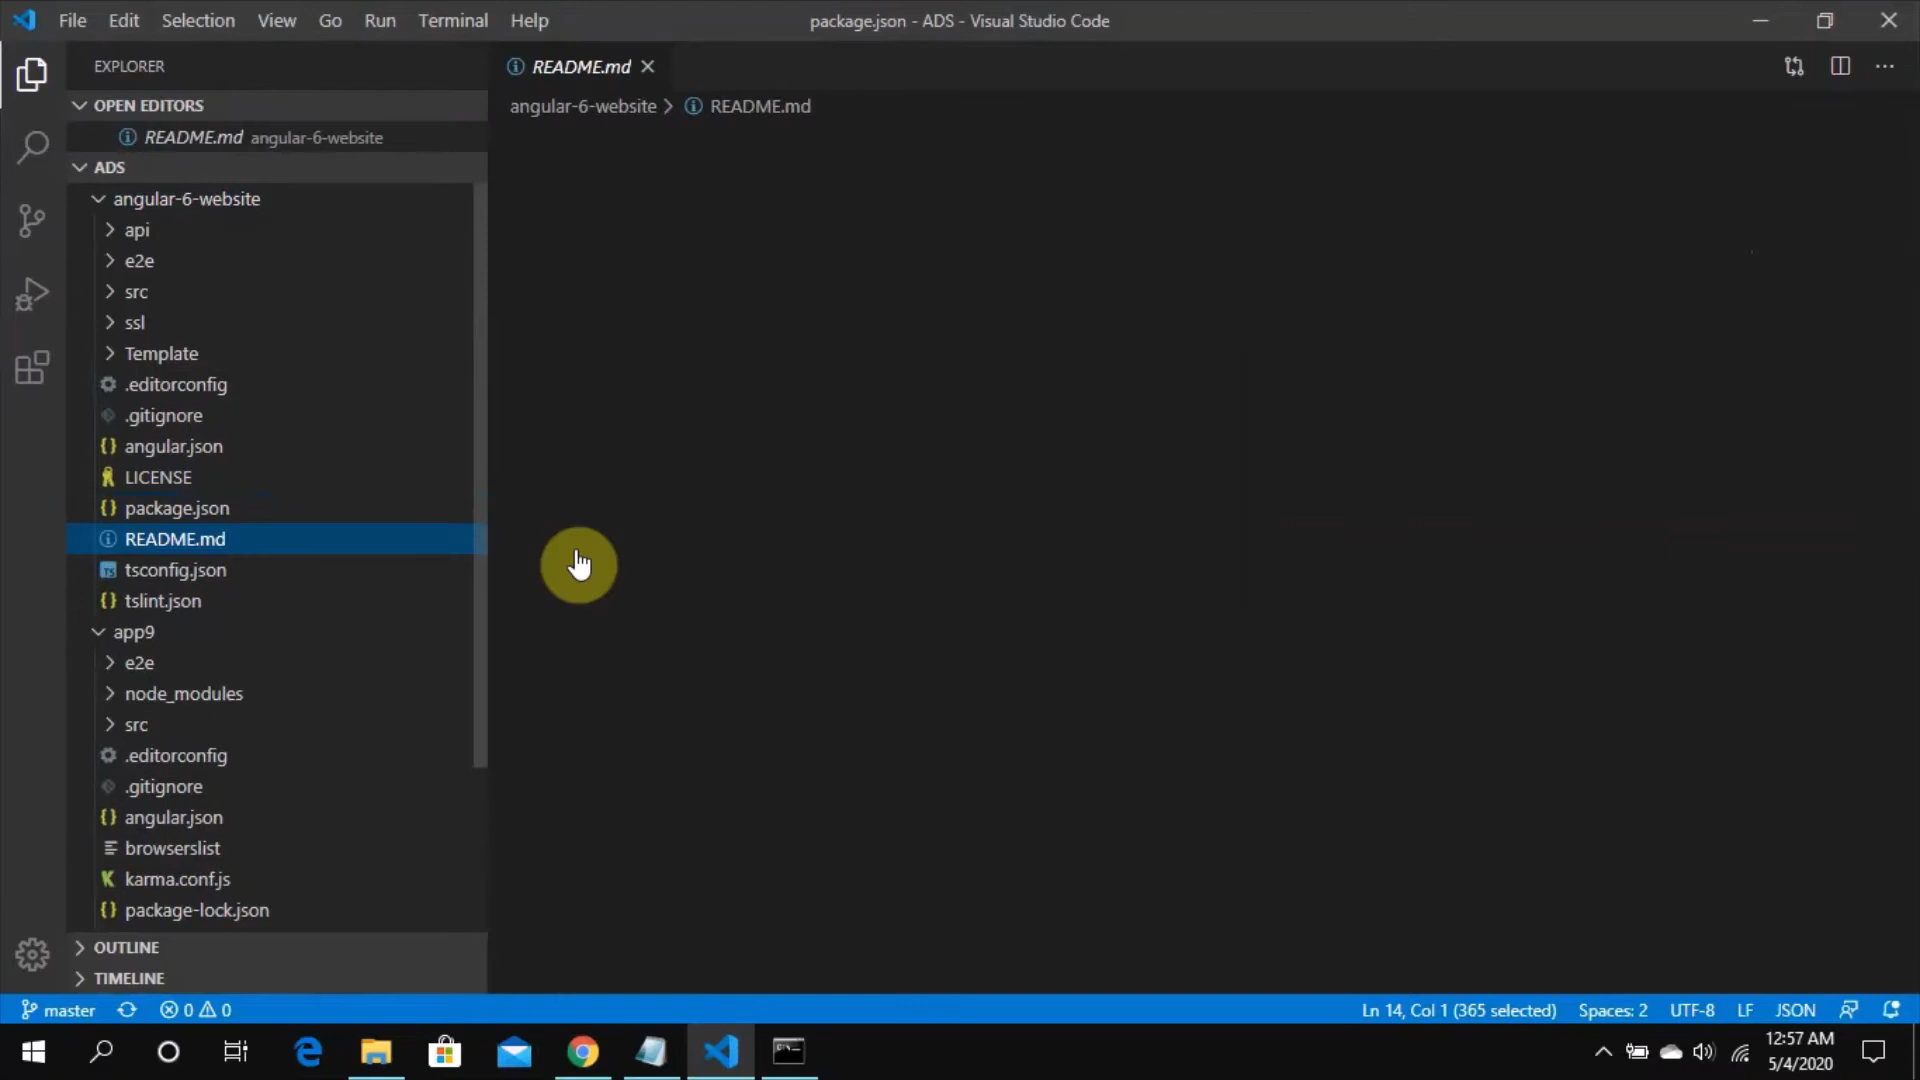 File Edit Selection View Go Run Terminal Help
package.json - ADS - Visual Studio Code
EXPLORER
OPEN EDITORS
README.md angular-6-website
ADS
angular-6-website
api
e2e
src
ssl
Template
.editorconfig
.gitignore
angular.json
LICENSE
package.json
README.md
tsconfig.json
tslint.json
app9
e2e
node_modules
src
.editorconfig
.gitignore
angular.json
browserslist
karma.conf.js
package-lock.json
OUTLINE
TIMELINE
README.md
angular-6-website > README.md
master 0 0
Ln 14, Col 1 (365 selected) Spaces: 2 UTF-8 LF JSON
12:57 AM
5/4/2020